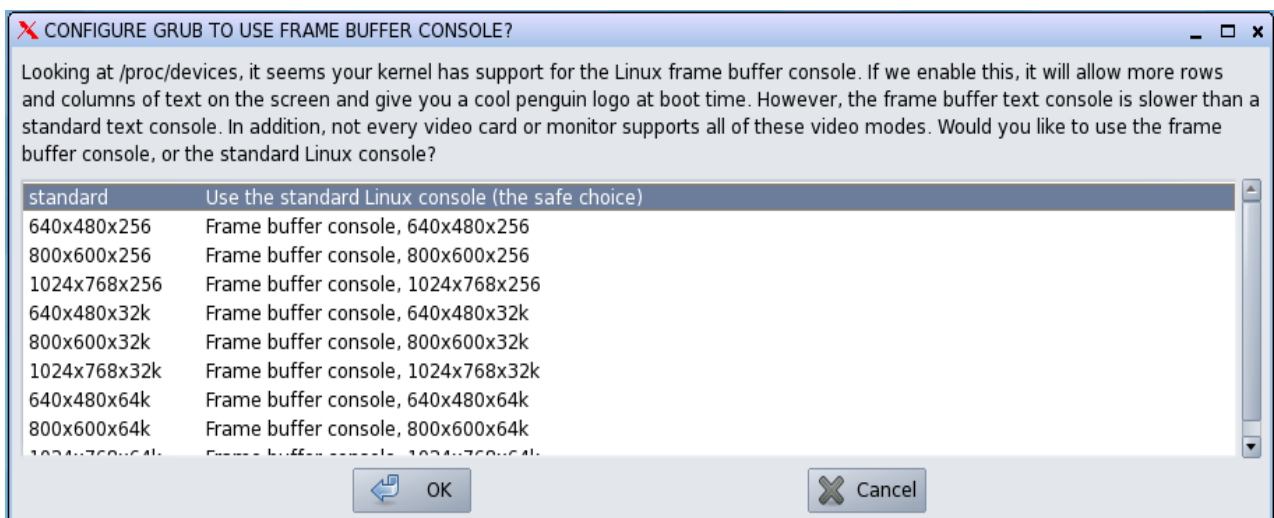 CONFIGURE GRUB TO USE FRAME BUFFER CONSOLE?
Looking at /proc/devices, it seems your kernel has support for the Linux frame buffer console. If we enable this, it will allow more rows
and columns of text on the screen and give you a cool penguin logo at boot time. However, the frame buffer text console is slower than a
standard text console. In addition, not every video card or monitor supports all of these video modes. Would you like to use the frame
buffer console, or the standard Linux console?
standard Use the standard Linux console (the safe choice)
640x480x256 Frame buffer console, 640x480x256
800x600x256 Frame buffer console, 800x600x256
1024x768x256 Frame buffer console, 1024x768x256
640x480x32k Frame buffer console, 640x480x32k
800x600x32k Frame buffer console, 800x600x32k
1024x768x32k Frame buffer console, 1024x768x32k
640x480x64k Frame buffer console, 640x480x64k
800x600x64k Frame buffer console, 800x600x64k
1024x768x64k Frame buffer console, 1024x768x64k
OK Cancel